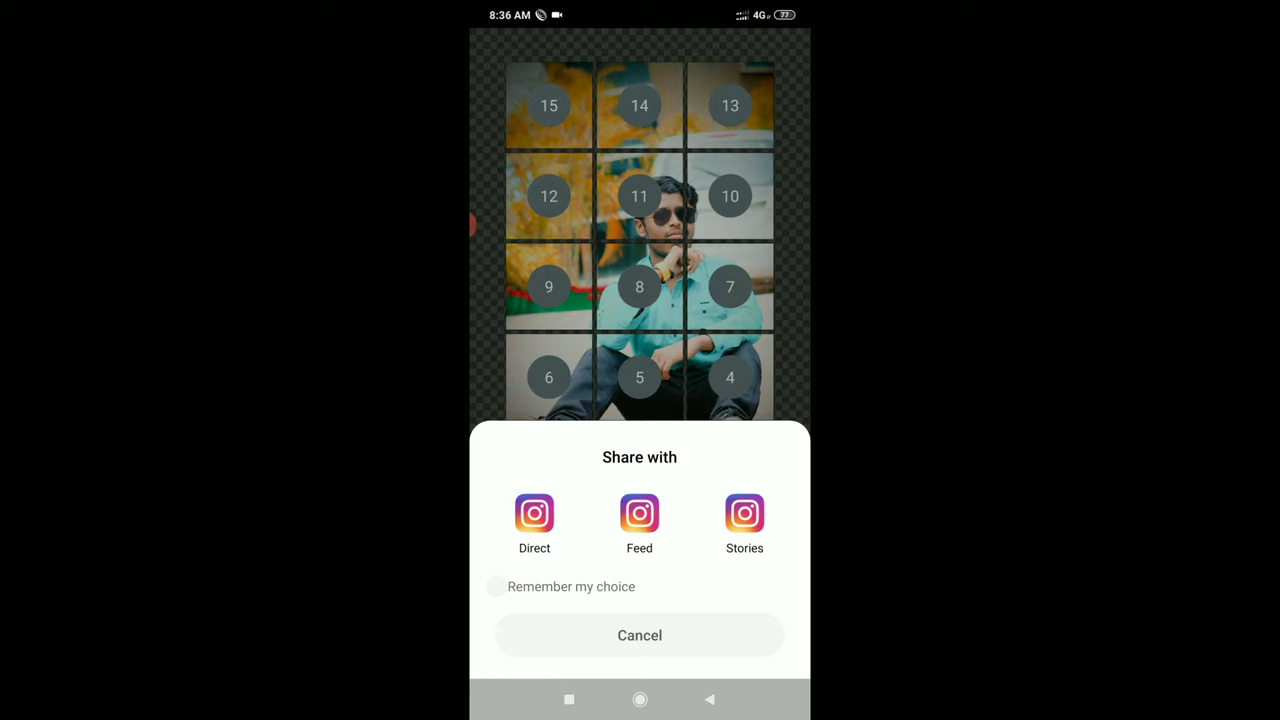 8:36 AM 4G 77
15 14 13
12 11 10
9 8 7
6 5 4
Share with
Direct Feed Stories
Remember my choice
Cancel